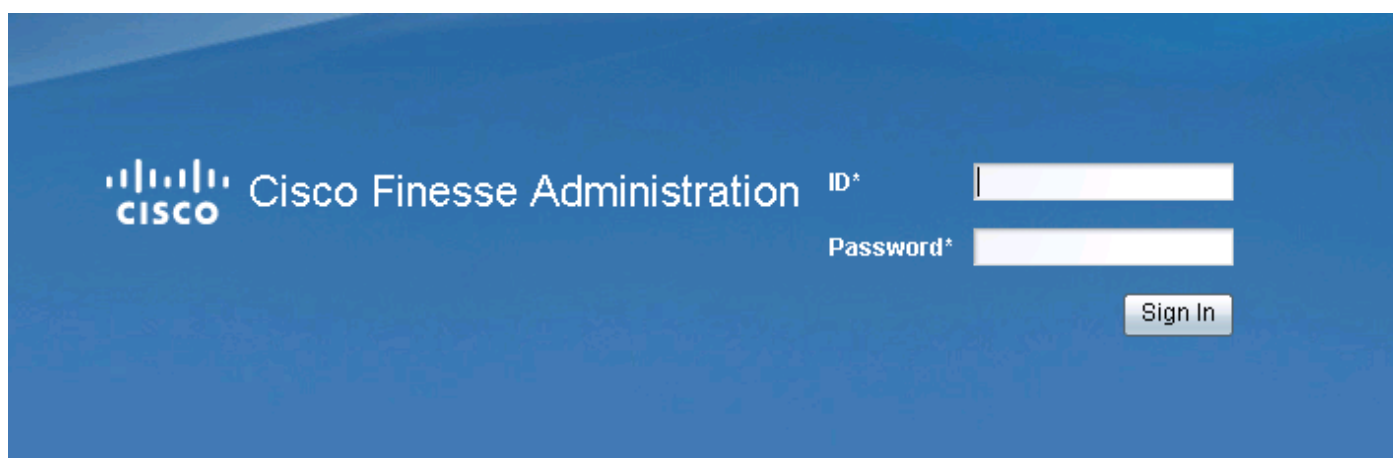 CISCO
Cisco Finesse Administration
ID*
Password*
Sign In